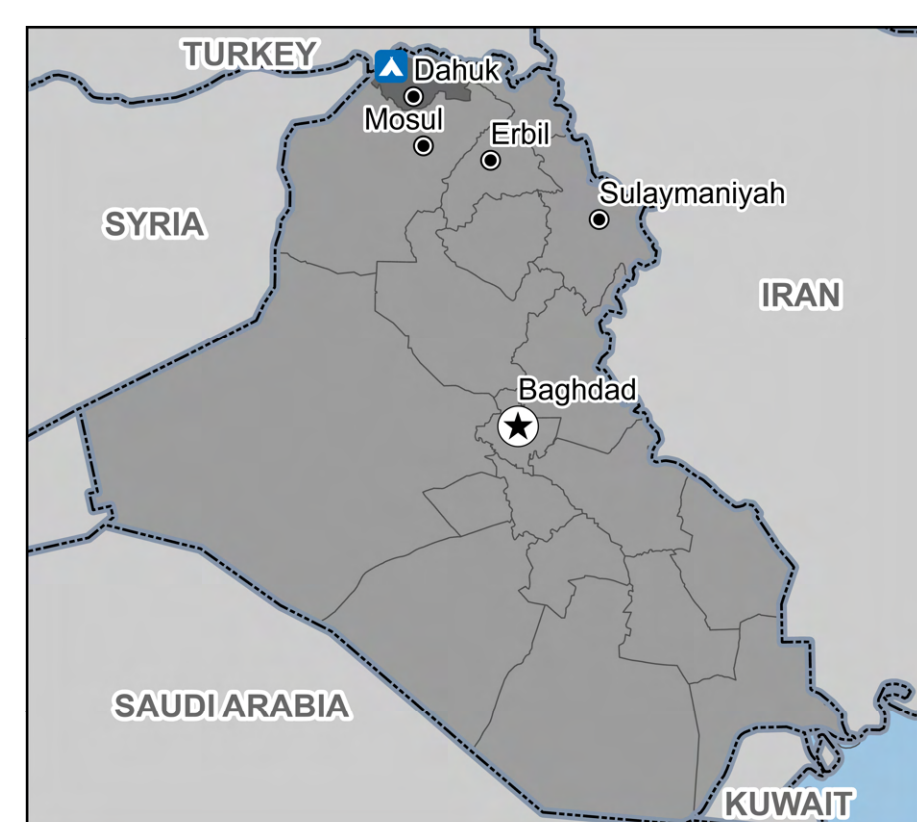 TURKEY
Dahuk
Mosul
Erbil
Sulaymaniyah
SYRIA
IRAN
Baghdad
SAUDI ARABIA
KUWAIT